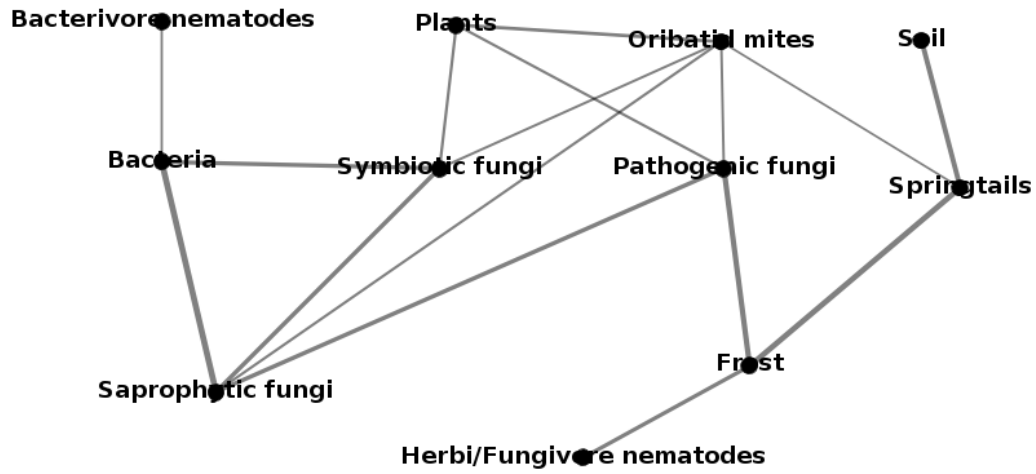 Bacterivore nematodes
Plants
Oribatid mites
Soil
Bacteria
Symbiotic fungi
Pathogenic fungi
Springtails
Frost
Saprophytic fungi
Herbi/Fungivore nematodes